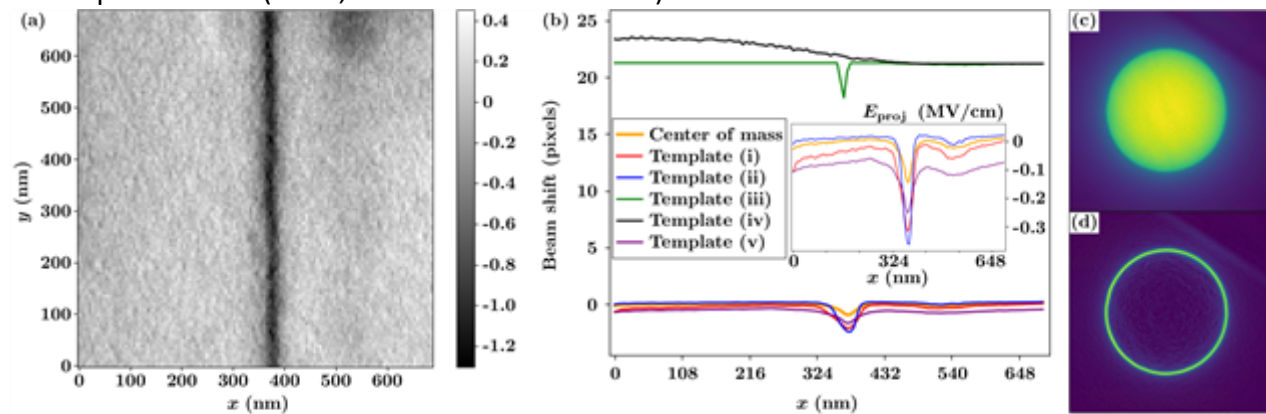 (a)
y (nm)
600
500
400
300
200
100
0
0 100 200 300 400 500 600
x (nm)
0.4
0.2
0
-0.2
-0.4
-0.6
-0.8
-1.0
-1.2
Beam shift (pixels)
(b)
25
20
15
10
5
0
0 108 216 324 432 540 648
x (nm)
Center of mass
Template (i)
Template (ii)
Template (iii)
Template (iv)
Template (v)
Eproj (MV/cm)
0
-0.1
-0.2
-0.3
0 324 648
x (nm)
(c)
(d)